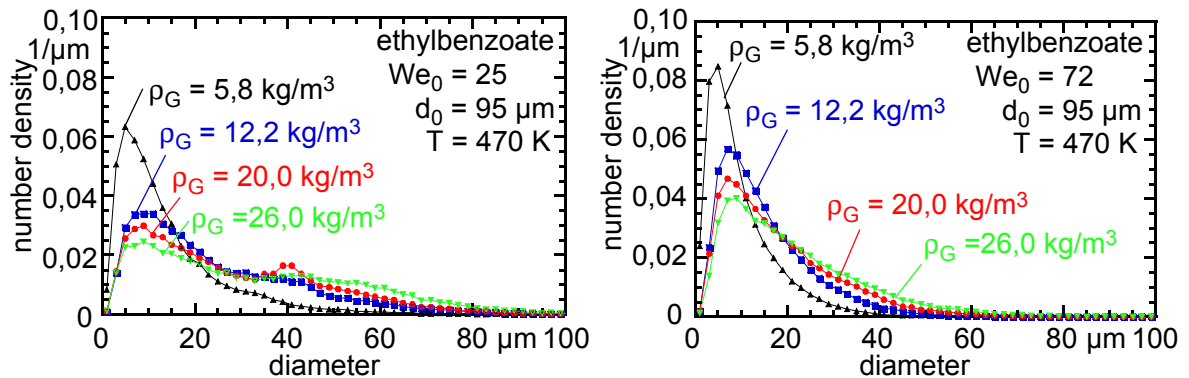 0,10
1/µm
0,08
0,06
0,04
0,02
0
number density
ethylbenzoate
We0 = 25
d0 = 95 µm
T = 470 K
ρG = 5,8 kg/m3
ρG = 12,2 kg/m3
ρG = 20,0 kg/m3
ρG =26,0 kg/m3
0 20 40 60 µm 100
diameter
0,10
1/µm
0,08
0,06
0,04
0,02
0
number density
ρG = 5,8 kg/m3
ethylbenzoate
We0 = 72
d0 = 95 µm
T = 470 K
ρG = 12,2 kg/m3
ρG = 20,0 kg/m3
ρG =26,0 kg/m3
0 20 40 60 µm 100
diameter